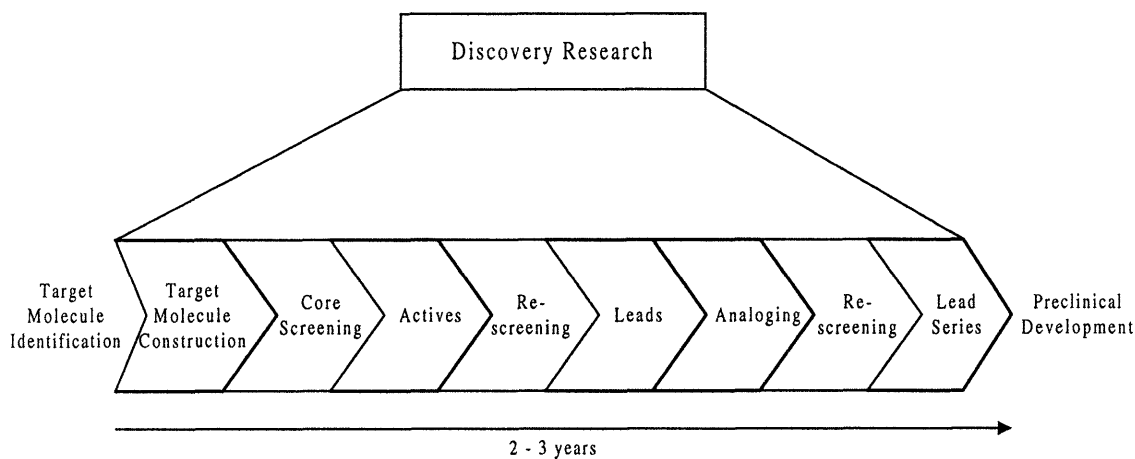 Discovery Research
Target
Molecule
Identification
Target
Molecule
Construction
Core
Screening
Actives
Re-
screening
Leads
Analoging
Re-
screening
Lead
Series
Preclinical
Development
2 - 3 years